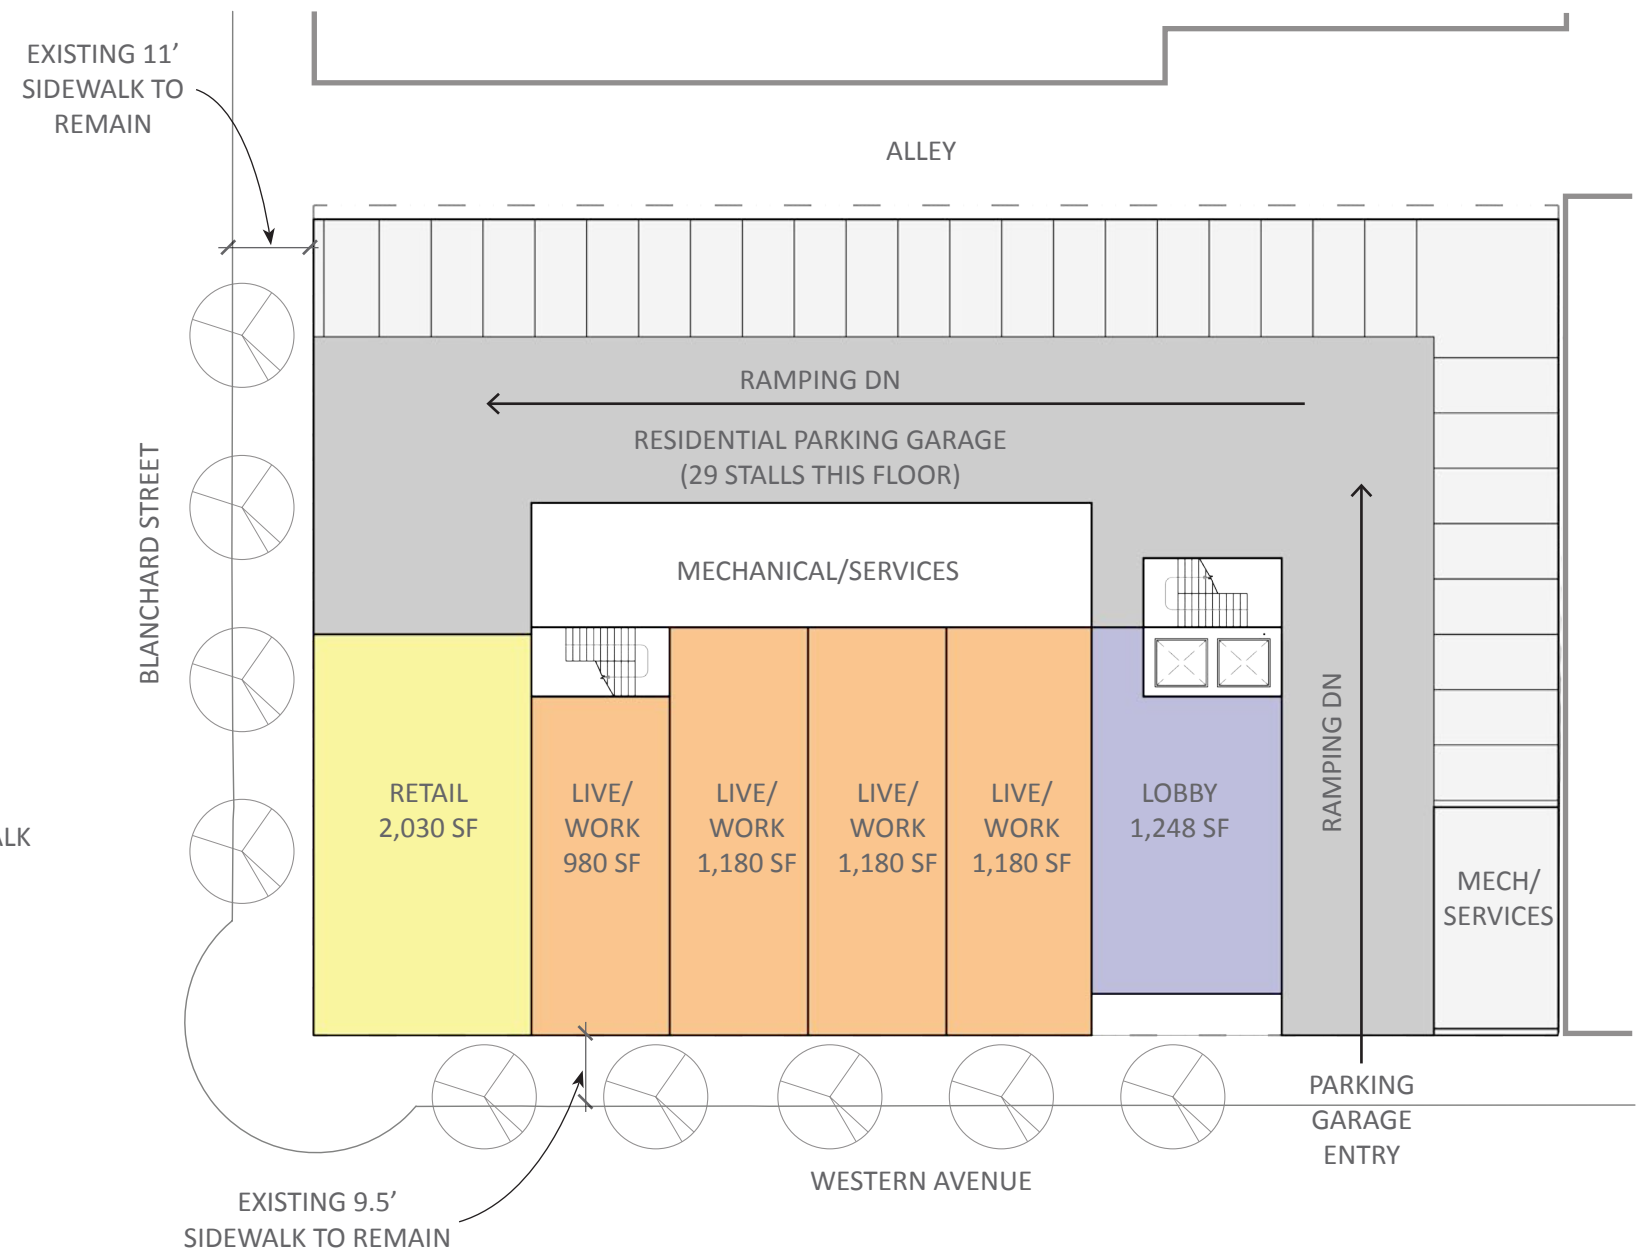 EXISTING 11’
SIDEWALK TO
REMAIN
ALLEY
RAMPING DN
RESIDENTIAL PARKING GARAGE
(29 STALLS THIS FLOOR)
BLANCHARD STREET
MECHANICAL/SERVICES
RAMPING DN
RETAIL
2,030 SF
LIVE/
WORK
980 SF
LIVE/
WORK
1,180 SF
LIVE/
WORK
1,180 SF
LIVE/
WORK
1,180 SF
LOBBY
1,248 SF
ALK
MECH/
SERVICES
PARKING
GARAGE
ENTRY
WESTERN AVENUE
EXISTING 9.5’
SIDEWALK TO REMAIN